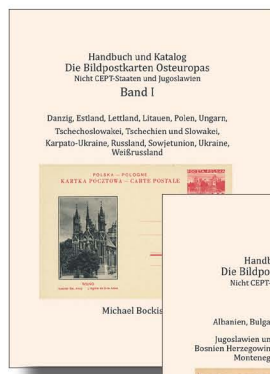 Handbuch und Katalog
Die Bildpostkarten Osteuropas
Nicht CEPT-Staaten und Jugoslawien
Band I
Danzig, Estland, Lettland, Litauen, Polen, Ungarn,
Tschechoslowakei, Tschechien und Slowakei,
Karpato-Ukraine, Russland, Sowjetunion, Ukraine,
Weißrussland
POLSKA – POLOGNE
KARTKA POCZTOWA – CARTE POSTALE
WILNO
Michael Bockis
Handb
Die Bildpo
Nicht CEPT-
Albanien, Bulga
Jugoslawien un
Bosnien Herzegowin
Monteneg